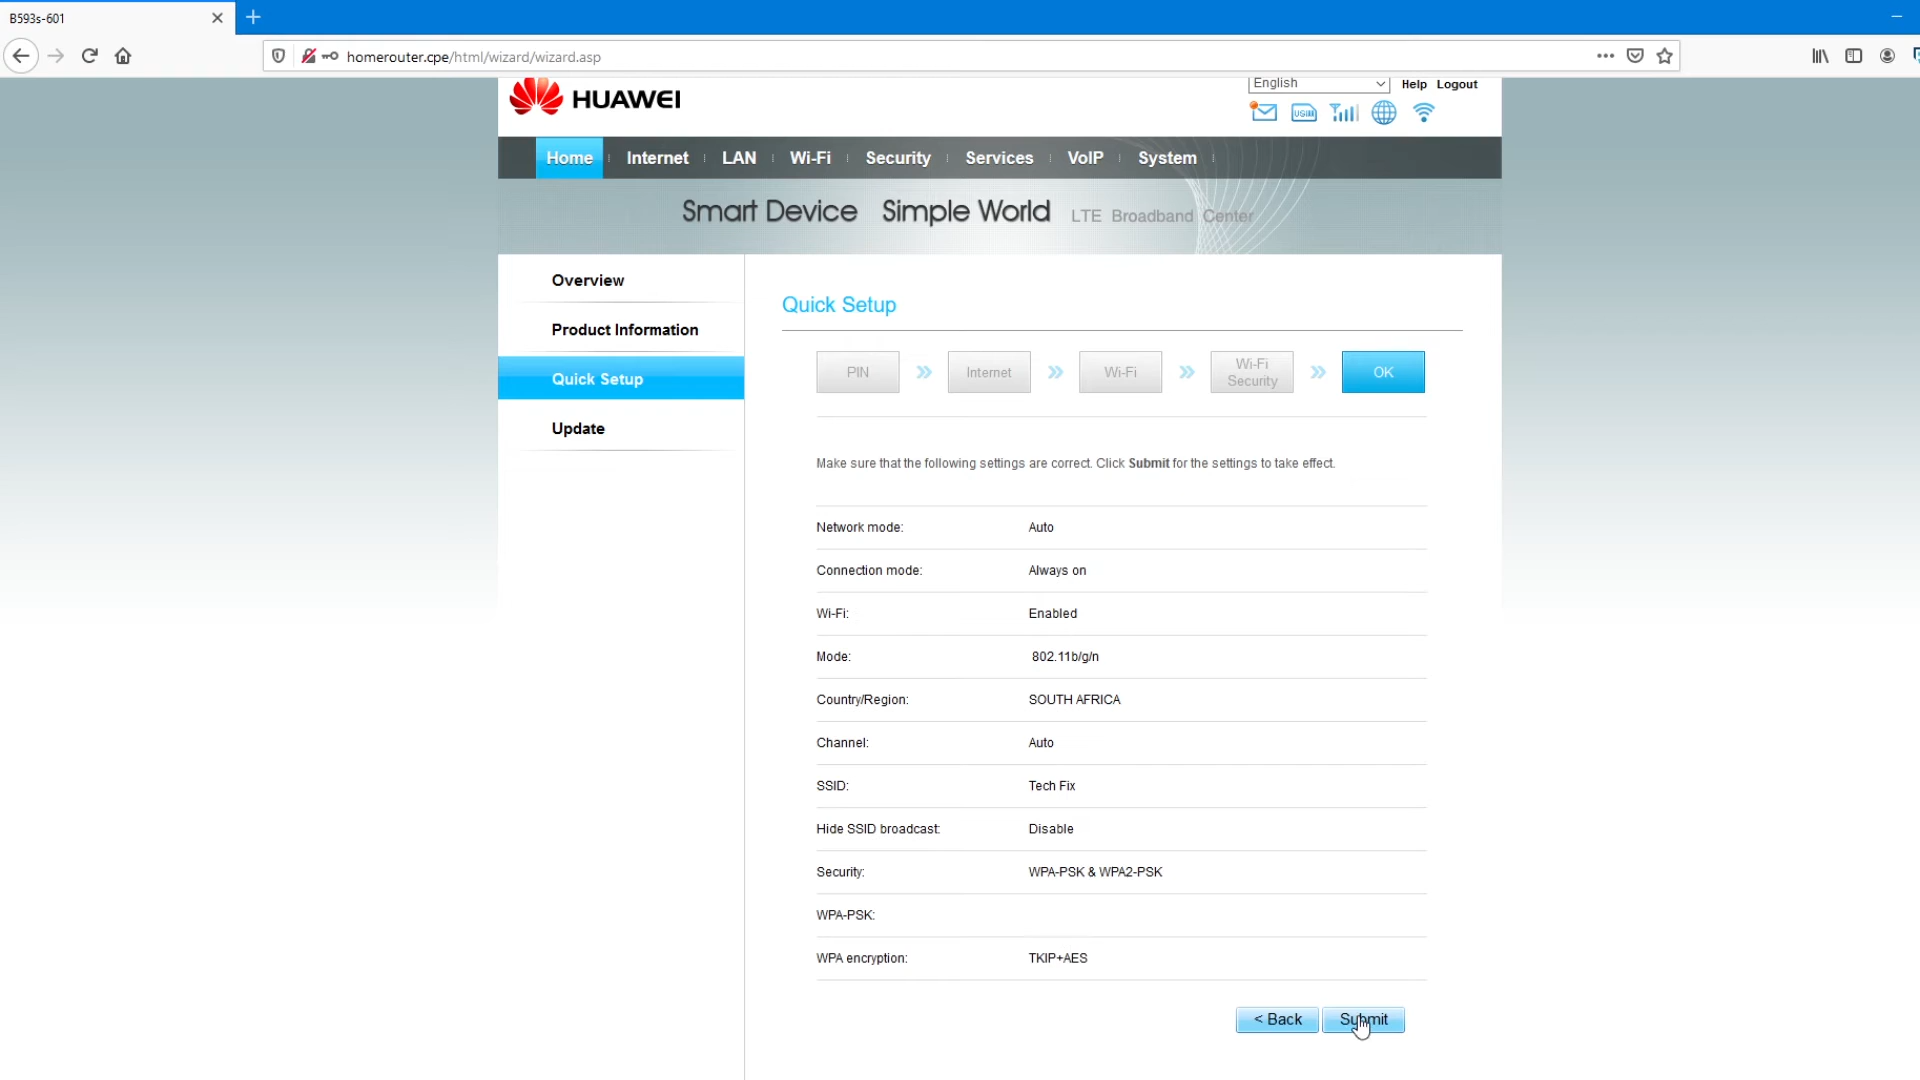 B593s-601
homerouter.cpe/html/wizard/wizard.asp
English Help Logout
HUAWEI
USIM
Home Internet LAN Wi-Fi Security Services VoIP System
Smart Device Simple World LTE Broadband Center
Overview
Product Information
Quick Setup
Update
Quick Setup
PIN Internet Wi-Fi Wi-Fi Security OK
Make sure that the following settings are correct. Click Submit for the settings to take effect.
Network mode: Auto
Connection mode: Always on
Wi-Fi: Enabled
Mode: 802.11b/g/n
Country/Region: SOUTH AFRICA
Channel: Auto
SSID: Tech Fix
Hide SSID broadcast: Disable
Security: WPA-PSK & WPA2-PSK
WPA-PSK:
WPA encryption: TKIP+AES
< Back Submit